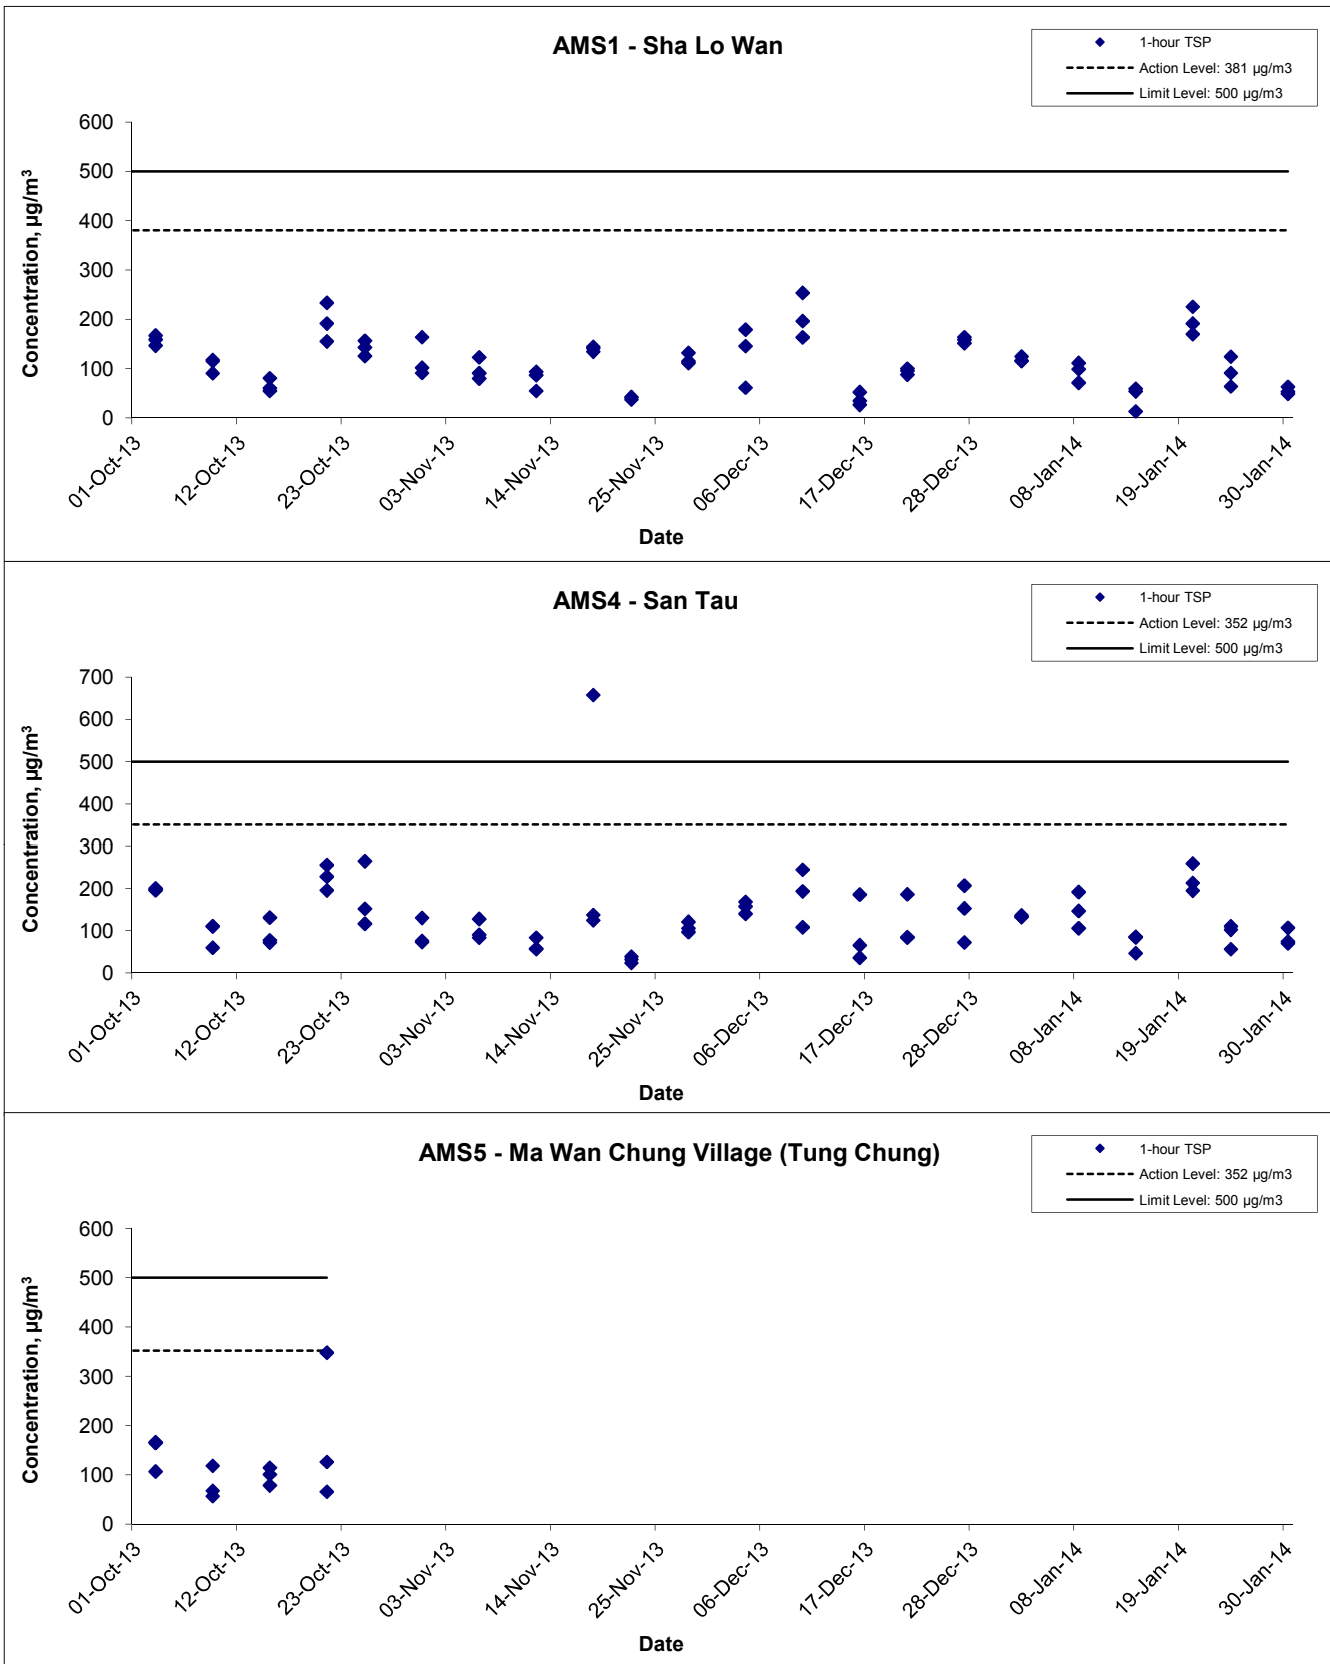 AMS1 - Sha Lo Wan
1-hour TSP
Action Level: 381 µg/m3
Limit Level: 500 µg/m3
Concentration, µg/m³
600
500
400
300
200
100
0
01-Oct-13 12-Oct-13 23-Oct-13 03-Nov-13 14-Nov-13 25-Nov-13 06-Dec-13 17-Dec-13 28-Dec-13 08-Jan-14 19-Jan-14 30-Jan-14
Date
AMS4 - San Tau
1-hour TSP
Action Level: 352 µg/m3
Limit Level: 500 µg/m3
Concentration, µg/m³
700
600
500
400
300
200
100
0
01-Oct-13 12-Oct-13 23-Oct-13 03-Nov-13 14-Nov-13 25-Nov-13 06-Dec-13 17-Dec-13 28-Dec-13 08-Jan-14 19-Jan-14 30-Jan-14
Date
AMS5 - Ma Wan Chung Village (Tung Chung)
1-hour TSP
Action Level: 352 µg/m3
Limit Level: 500 µg/m3
Concentration, µg/m³
600
500
400
300
200
100
0
01-Oct-13 12-Oct-13 23-Oct-13 03-Nov-13 14-Nov-13 25-Nov-13 06-Dec-13 17-Dec-13 28-Dec-13 08-Jan-14 19-Jan-14 30-Jan-14
Date